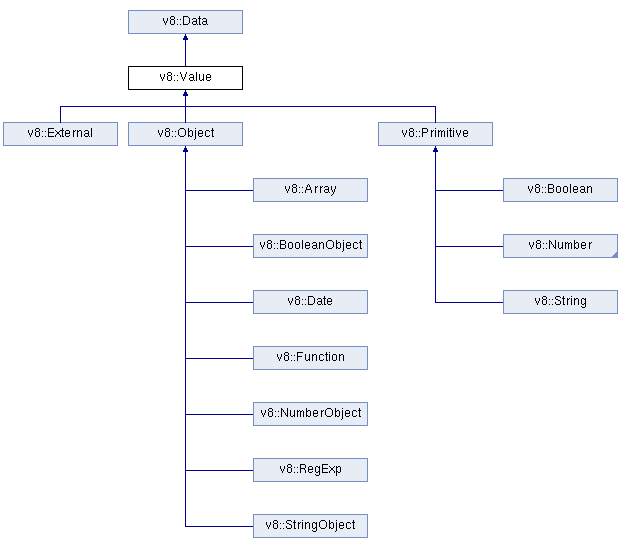 v8::Data
v8::Value
v8::External
v8::Object
v8::Primitive
v8::Array
v8::Boolean
v8::BooleanObject
v8::Number
v8::Date
v8::String
v8::Function
v8::NumberObject
v8::RegExp
v8::StringObject